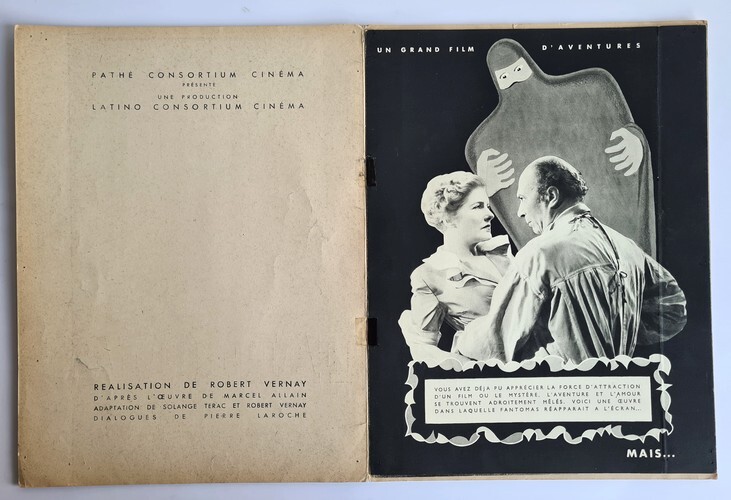 PATHE CONSORTIUM CINÉMA
PRÉSENTE
UNE PRODUCTION
LATINO CONSORTIUM CINÉMA
REALISATION DE ROBERT VERNAY
D'APRÈS L'ŒUVRE DE MARCEL ALLAIN
ADAPTATION DE SOLANGE TERAC ET ROBERT VERNAY
DIALOGUES DE PIERRE LAROCHE
UN GRAND FILM D'AVENTURES
VOUS AVEZ DÉJA PU APPRÉCIER LA FORCE D'ATTRACTION
D'UN FILM OU LE MYSTÈRE, L'AVENTURE ET L'AMOUR
SE TROUVENT ADROITEMENT MÊLÉS. VOICI UNE ŒUVRE
DANS LAQUELLE FANTOMAS RÉAPPARAIT A L'ÉCRAN...
MAIS...